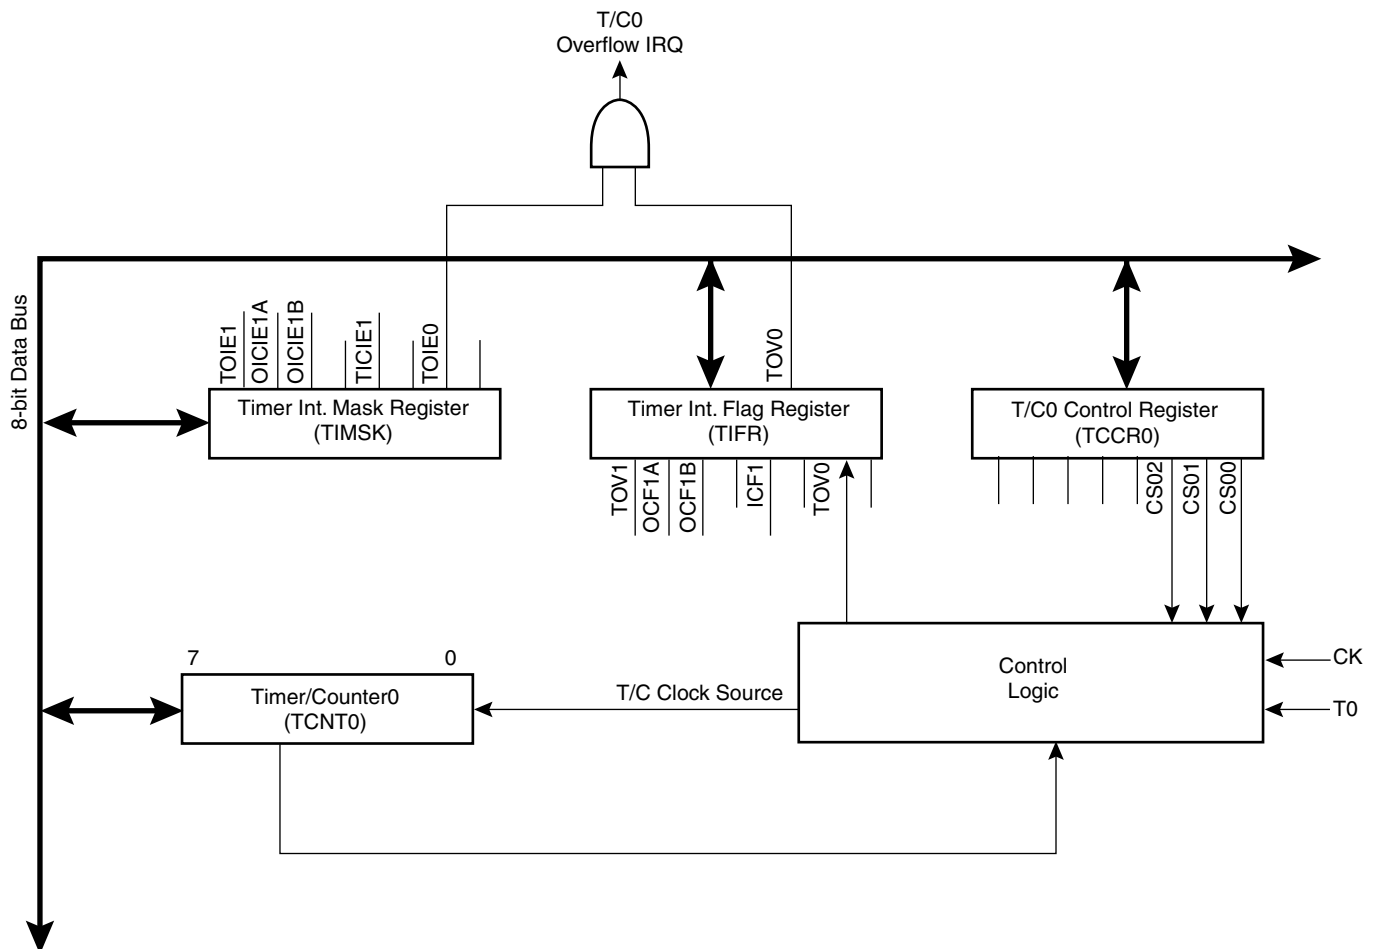 T/C0
Overflow IRQ
8-bit Data Bus
TOIE1
OICIE1A
OICIE1B
TICIE1
TOIE0
TOV0
Timer Int. Mask Register
(TIMSK)
Timer Int. Flag Register
(TIFR)
T/C0 Control Register
(TCCR0)
TOV1
OCF1A
OCF1B
ICF1
TOV0
CS02
CS01
CS00
7
0
Timer/Counter0
(TCNT0)
T/C Clock Source
Control
Logic
CK
T0